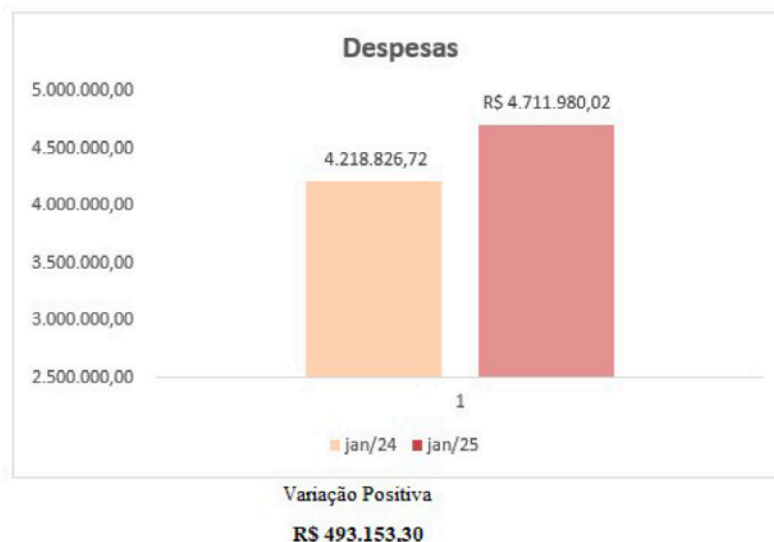 Despesas
5.000.000,00
R$ 4.711.980,02
4.500.000,00
4.218.826,72
4.000.000,00
3.500.000,00
3.000.000,00
2.500.000,00
1
jan/24 jan/25
Variação Positiva
R$ 493.153,30